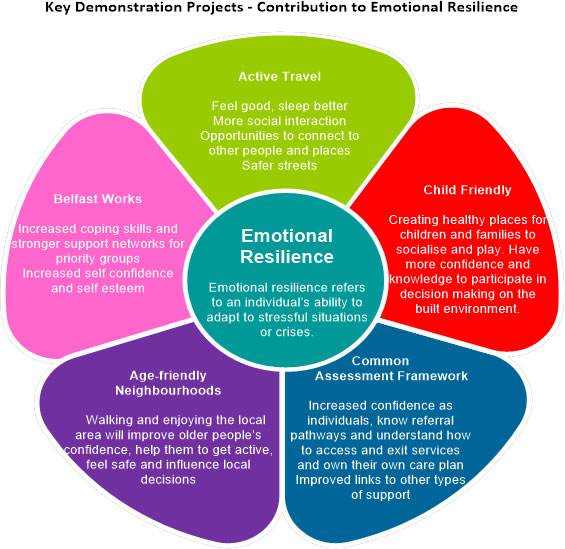 Key Demonstration Projects - Contribution to Emotional Resilience
Active Travel
Feel good, sleep better
More social interaction
Opportunities to connect to
other people and places
Safer streets
Child Friendly
Creating healthy places for
children and families to
socialise and play. Have
more confidence and
knowledge to participate in
decision making on the
built environment.
Belfast Works
Increased coping skills and
stronger support networks for
priority groups
Increased self confidence
and self esteem
Emotional
Resilience
Emotional resilience refers
to an individual's ability to
adapt to stressful situations
or crises.
Age-friendly
Neighbourhoods
Walking and enjoying the local
area will improve older people's
confidence, help them to get active,
feel safe and influence local
decisions
Common
Assessment Framework
Increased confidence as
individuals, know referral
pathways and understand how
to access and exit services
and own their own care plan
Improved links to other types
of support